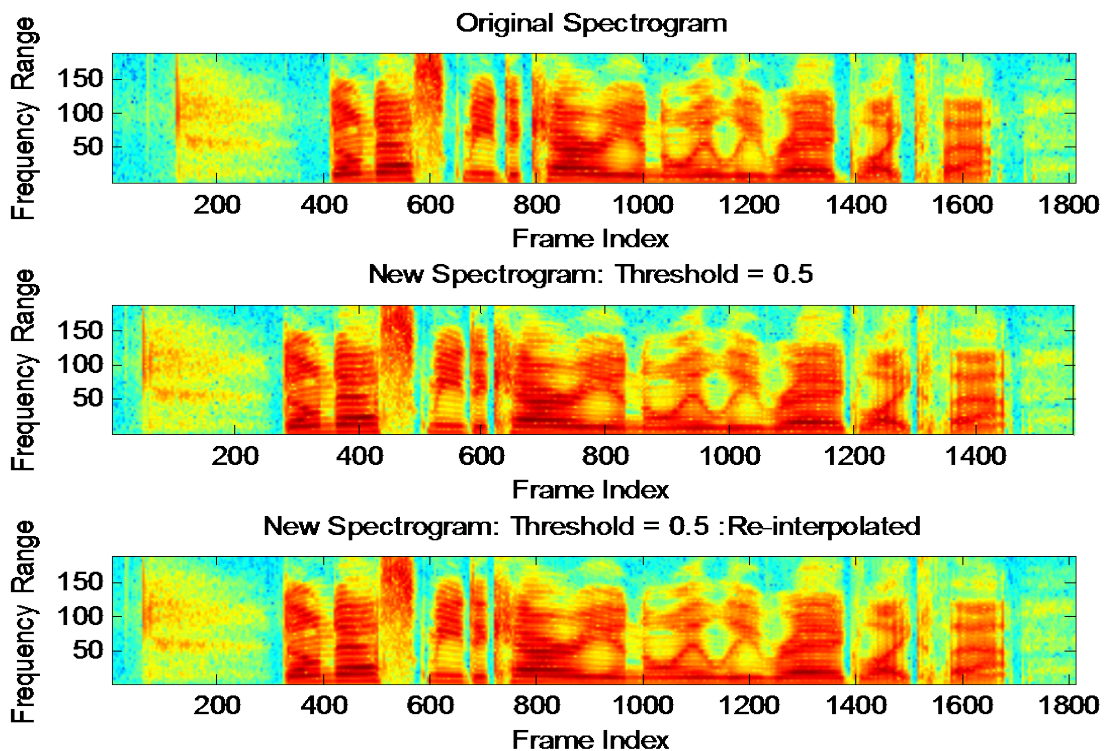 Original Spectrogram
Frequency Range
150
100
50
200 400 600 800 1000 1200 1400 1600 1800
Frame Index
New Spectrogram: Threshold = 0.5
Frequency Range
150
100
50
200 400 600 800 1000 1200 1400
Frame Index
New Spectrogram: Threshold = 0.5 :Re-interpolated
Frequency Range
150
100
50
200 400 600 800 1000 1200 1400 1600 1800
Frame Index